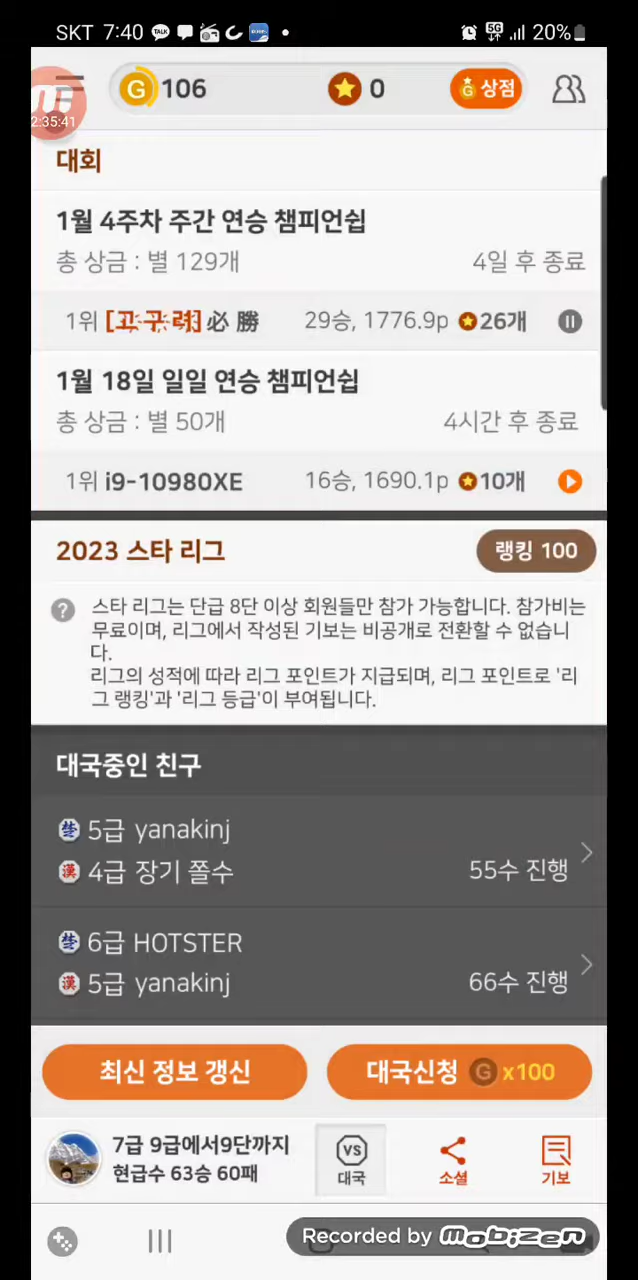 SKT 7:40 TALK 5G 20%
G 106 0 G 상점
2:35:41
대회
1월 4주차 주간 연승 챔피언쉽
총 상금 : 별 129개 4일 후 종료
1위 [고구려]必 勝 29승, 1776.9p 26개
1월 18일 일일 연승 챔피언쉽
총 상금 : 별 50개 4시간 후 종료
1위 i9-10980XE 16승, 1690.1p 10개
2023 스타 리그 랭킹 100
? 스타 리그는 단급 8단 이상 회원들만 참가 가능합니다. 참가비는
무료이며, 리그에서 작성된 기보는 비공개로 전환할 수 없습니
다.
리그의 성적에 따라 리그 포인트가 지급되며, 리그 포인트로 '리
그 랭킹'과 '리그 등급'이 부여됩니다.
대국중인 친구
楚 5급 yanakinj
漢 4급 장기 쫄수 55수 진행
楚 6급 HOTSTER
漢 5급 yanakinj 66수 진행
최신 정보 갱신 대국신청 G x100
7급 9급에서9단까지
현급수 63승 60패
VS
대국 소셜 기보
Recorded by mobizen